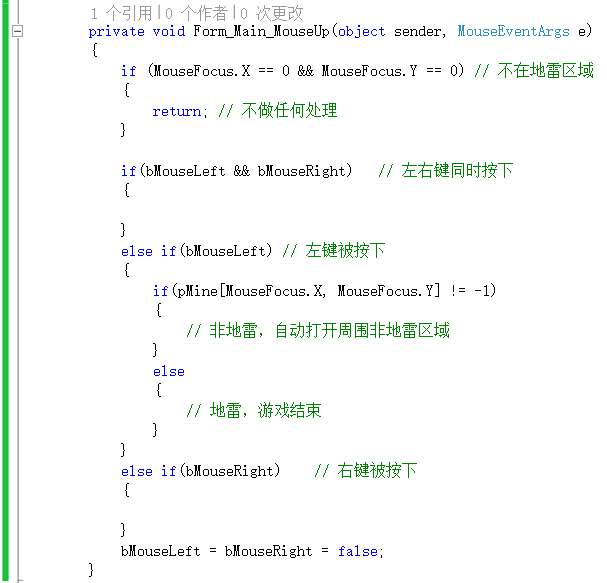 1 个引用|0 个作者|0 次更改
private void Form_Main_MouseUp(object sender, MouseEventArgs e)
{
if (MouseFocus.X == 0 && MouseFocus.Y == 0) // 不在地雷区域
{
return; // 不做任何处理
}
if(bMouseLeft && bMouseRight) // 左右键同时按下
{
}
else if(bMouseLeft) // 左键被按下
{
if(pMine[MouseFocus.X, MouseFocus.Y] != -1)
{
// 非地雷，自动打开周围非地雷区域
}
else
{
// 地雷，游戏结束
}
}
else if(bMouseRight) // 右键被按下
{
}
bMouseLeft = bMouseRight = false;
}